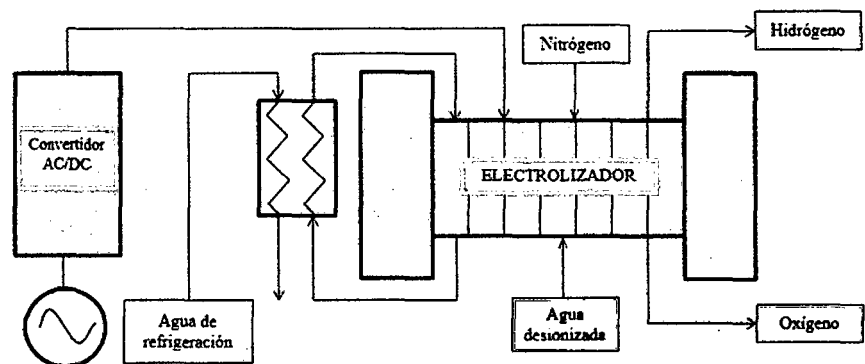 Nitrógeno
Hidrógeno
Convertidor
AC/DC
ELECTROLIZADOR
Agua de
refrigeración
Agua
desionizada
Oxígeno